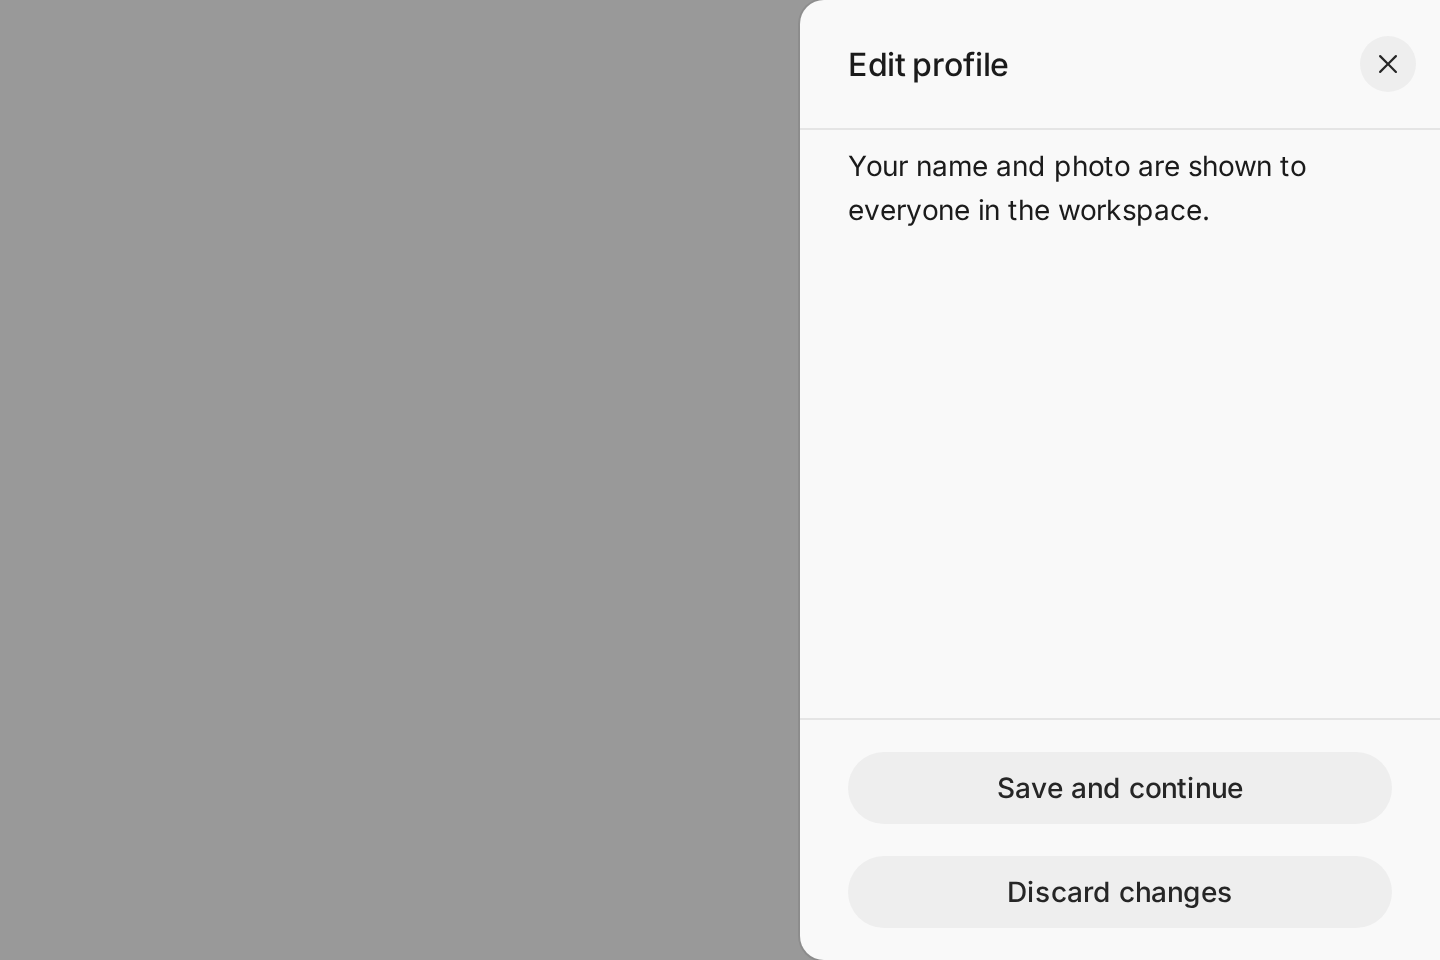 Edit profile
Your name and photo are shown to
everyone in the workspace.
Save and continue
Discard changes